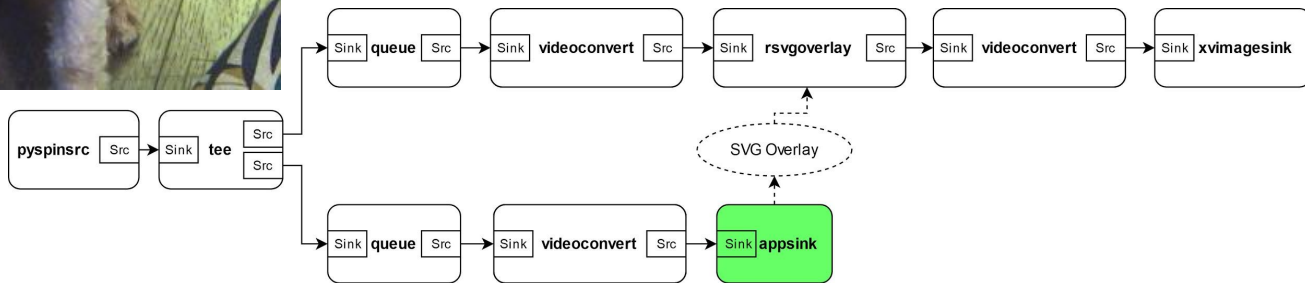 Sink queue Src
Sink videoconvert Src
Sink rsvgoverlay Src
Sink videoconvert Src
Sink xvimagesink
pyspinsrc Src
Sink tee Src
Src
SVG Overlay
Sink queue Src
Sink videoconvert Src
Sink appsink